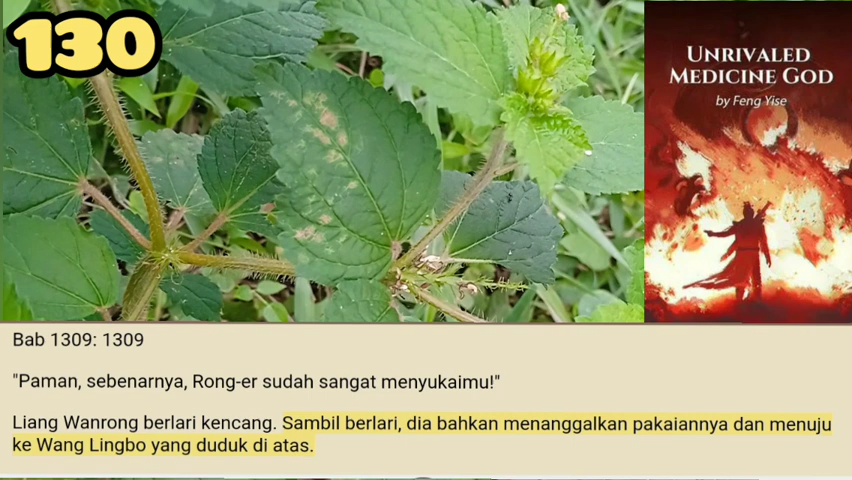 130
UNRIVALED
MEDICINE GOD
by Feng Yise
Bab 1309: 1309
"Paman, sebenarnya, Rong-er sudah sangat menyukaimu!"
Liang Wanrong berlari kencang. Sambil berlari, dia bahkan menanggalkan pakaiannya dan menuju
ke Wang Lingbo yang duduk di atas.